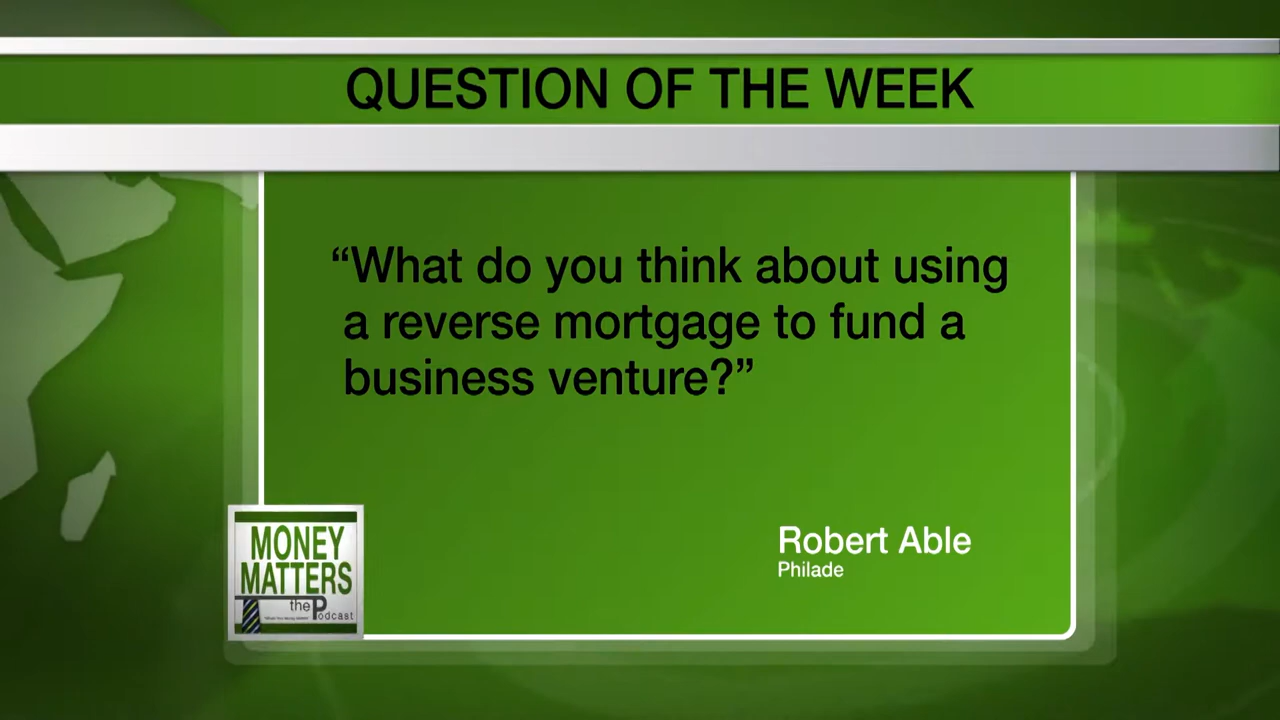 QUESTION OF THE WEEK
“What do you think about using
a reverse mortgage to fund a
business venture?”
Robert Able
Philade
MONEY
MATTERS
the Podcast